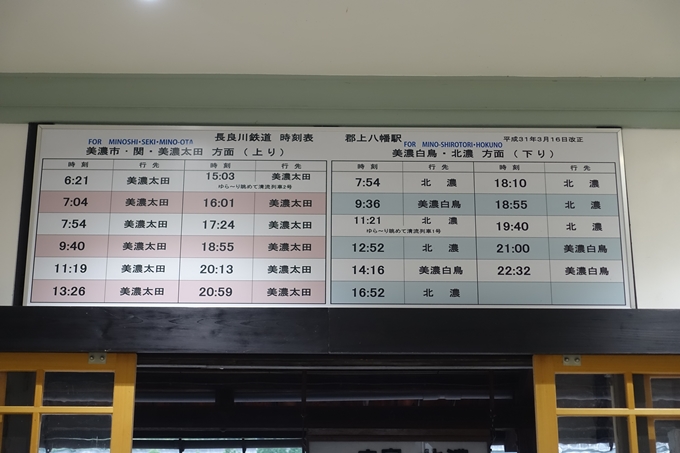 長良川鉄道 時刻表 郡上八幡駅 平成31年3月16日改正
FOR MINOSHI・SEKI・MINO-OTA
美濃市・関・美濃太田 方面 (上り)
時刻 行先 時刻 行先
6:21 美濃太田 15:03 美濃太田
ゆら〜り眺めて清流列車2号
7:04 美濃太田 16:01 美濃太田
7:54 美濃太田 17:24 美濃太田
9:40 美濃太田 18:55 美濃太田
11:19 美濃太田 20:13 美濃太田
13:26 美濃太田 20:59 美濃太田
FOR MINO-SHIROTORI・HOKUNO
美濃白鳥・北濃 方面 (下り)
時刻 行先 時刻 行先
7:54 北濃 18:10 北濃
9:36 美濃白鳥 18:55 北濃
11:21 北濃 19:40 北濃
ゆら〜り眺めて清流列車1号
12:52 北濃 21:00 美濃白鳥
14:16 美濃白鳥 22:32 美濃白鳥
16:52 北濃